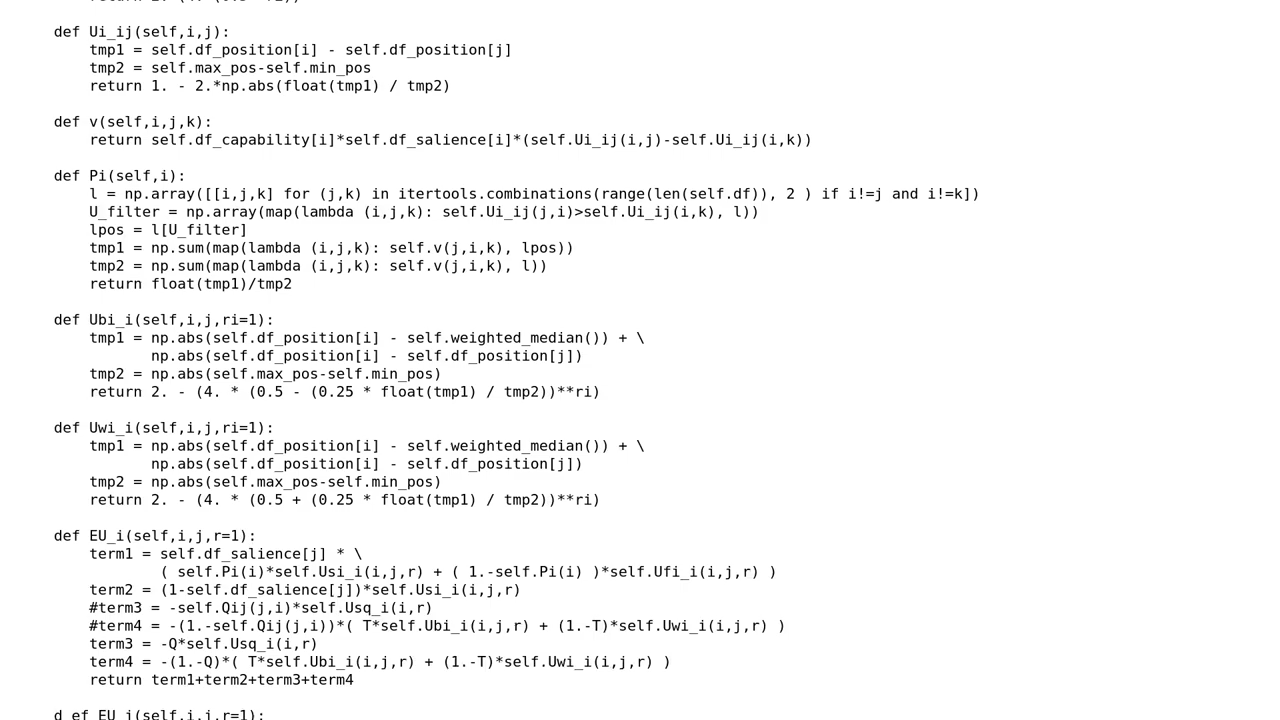 return 2. - (4. * (0.5 ** ri))
def Ui_ij(self,i,j):
tmp1 = self.df_position[i] - self.df_position[j]
tmp2 = self.max_pos-self.min_pos
return 1. - 2.*np.abs(float(tmp1) / tmp2)
def v(self,i,j,k):
return self.df_capability[i]*self.df_salience[i]*(self.Ui_ij(i,j)-self.Ui_ij(i,k))
def Pi(self,i):
l = np.array([[i,j,k] for (j,k) in itertools.combinations(range(len(self.df)), 2 ) if i!=j and i!=k])
U_filter = np.array(map(lambda (i,j,k): self.Ui_ij(j,i)>self.Ui_ij(i,k), l))
lpos = l[U_filter]
tmp1 = np.sum(map(lambda (i,j,k): self.v(j,i,k), lpos))
tmp2 = np.sum(map(lambda (i,j,k): self.v(j,i,k), l))
return float(tmp1)/tmp2
def Ubi_i(self,i,j,ri=1):
tmp1 = np.abs(self.df_position[i] - self.weighted_median()) + \
np.abs(self.df_position[i] - self.df_position[j])
tmp2 = np.abs(self.max_pos-self.min_pos)
return 2. - (4. * (0.5 - (0.25 * float(tmp1) / tmp2))**ri)
def Uwi_i(self,i,j,ri=1):
tmp1 = np.abs(self.df_position[i] - self.weighted_median()) + \
np.abs(self.df_position[i] - self.df_position[j])
tmp2 = np.abs(self.max_pos-self.min_pos)
return 2. - (4. * (0.5 + (0.25 * float(tmp1) / tmp2))**ri)
def EU_i(self,i,j,r=1):
term1 = self.df_salience[j] * \
( self.Pi(i)*self.Usi_i(i,j,r) + ( 1.-self.Pi(i) )*self.Ufi_i(i,j,r) )
term2 = (1-self.df_salience[j])*self.Usi_i(i,j,r)
#term3 = -self.Qij(j,i)*self.Usq_i(i,r)
#term4 = -(1.-self.Qij(j,i))*( T*self.Ubi_i(i,j,r) + (1.-T)*self.Uwi_i(i,j,r) )
term3 = -Q*self.Usq_i(i,r)
term4 = -(1.-Q)*( T*self.Ubi_i(i,j,r) + (1.-T)*self.Uwi_i(i,j,r) )
return term1+term2+term3+term4
d ef EU_j(self,i,j,r=1):